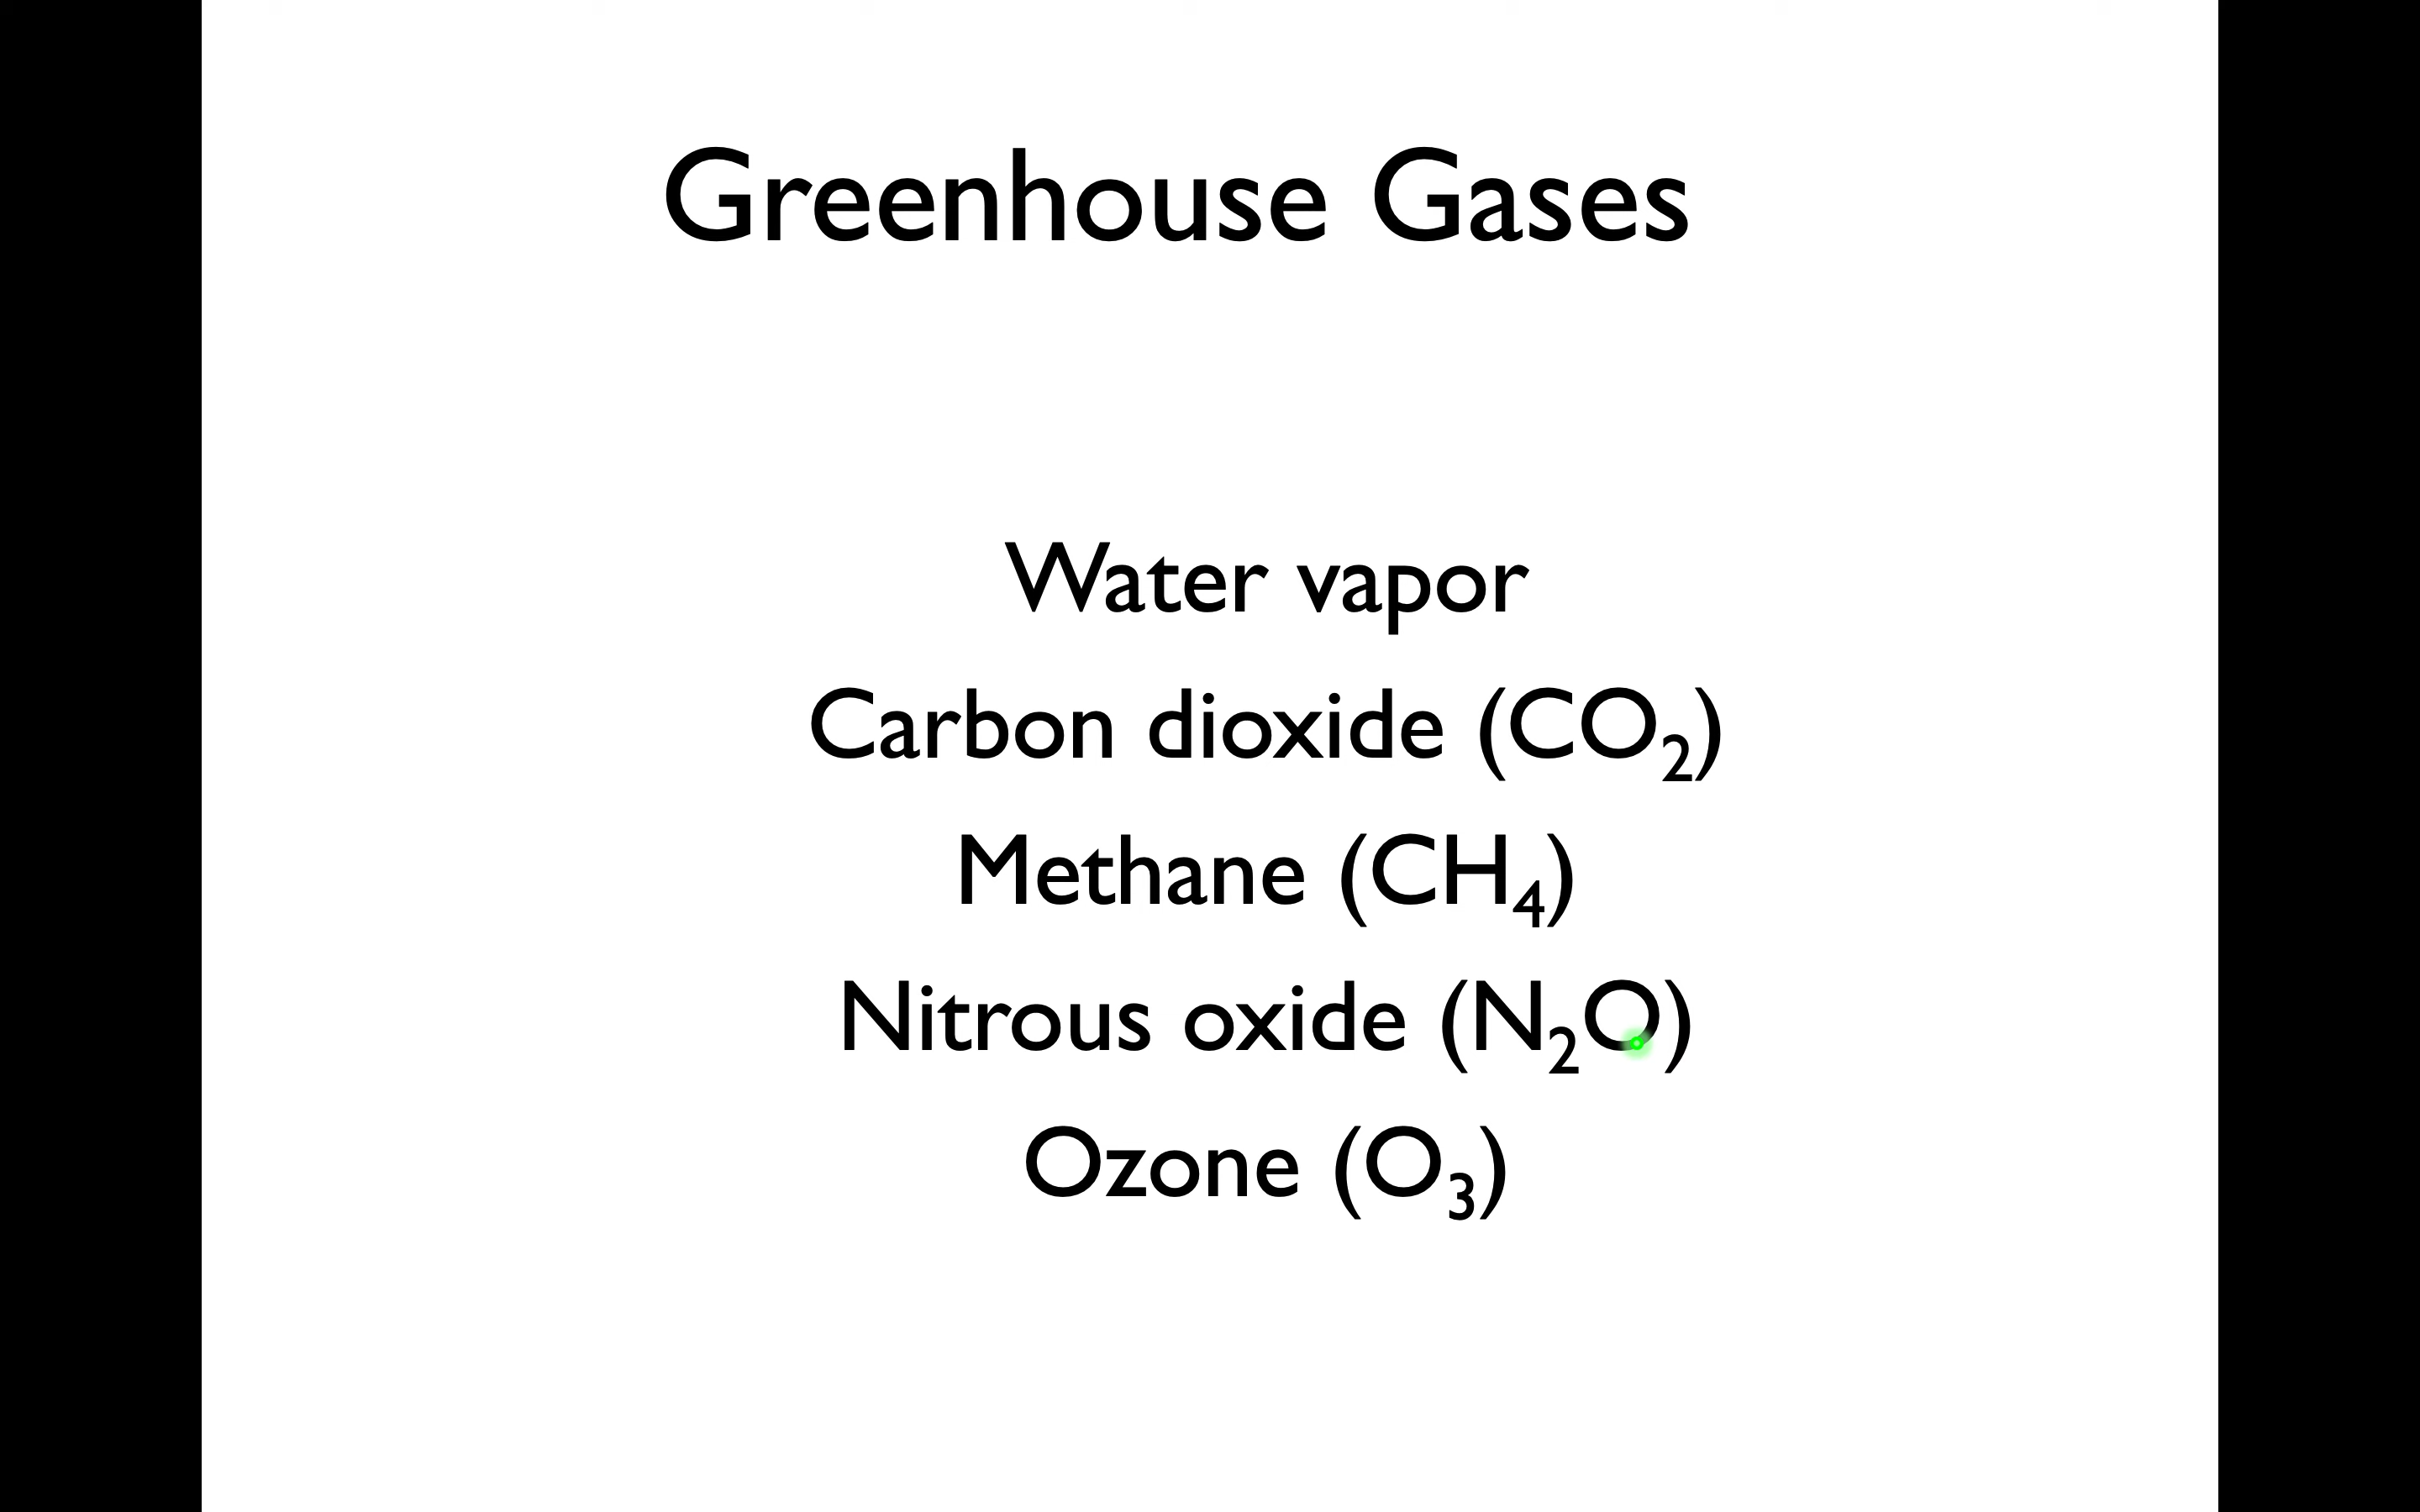 Greenhouse Gases
Water vapor
Carbon dioxide (CO₂)
Methane (CH₄)
Nitrous oxide (N₂O)
Ozone (O₃)